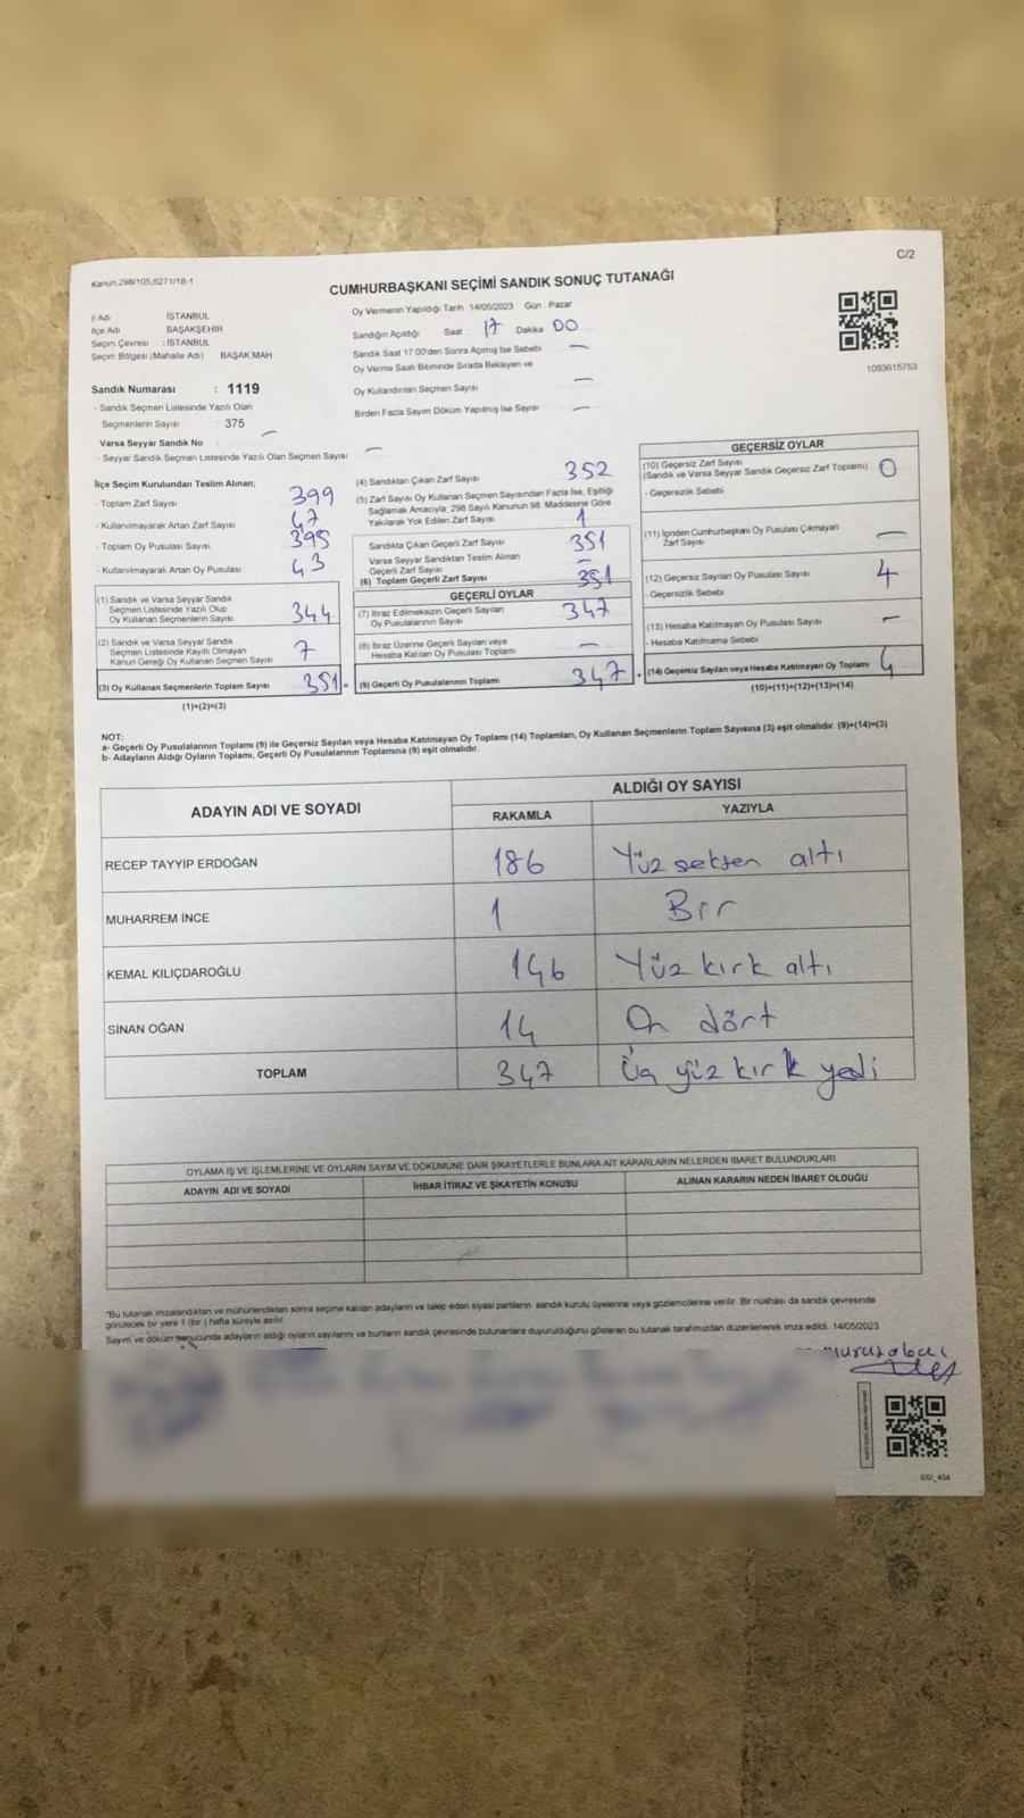 Kanun:298/105,6271/18-1
C/2
CUMHURBAŞKANI SEÇİMİ SANDIK SONUÇ TUTANAĞI
İl Adı : İSTANBUL
İlçe Adı : BAŞAKŞEHİR
Seçim Çevresi : İSTANBUL
Seçim Bölgesi (Mahalle Adı) BAŞAK MAH
Sandık Numarası : 1119
- Sandık Seçmen Listesinde Yazılı Olan
Seçmenlerin Sayısı 375
Varsa Seyyar Sandık No —
- Seyyar Sandık Seçmen Listesinde Yazılı Olan Seçmen Sayısı —
Oy Vermenin Yapıldığı Tarih 14/05/2023 Gün : Pazar
Sandığın Açıldığı Saat 17 Dakika 00
Sandık Saat 17:00'den Sonra Açılmış İse Sebebi —
Oy Verme Saati Bitiminde Sırada Bekleyen ve
Oy Kullandırılan Seçmen Sayısı —
Birden Fazla Sayım Döküm Yapılmış İse Sayısı —
1093615753
İlçe Seçim Kurulundan Teslim Alınan;
- Toplam Zarf Sayısı 399
- Kullanılmayarak Artan Zarf Sayısı 47
- Toplam Oy Pusulası Sayısı 395
- Kullanılmayarak Artan Oy Pusulası 43
(1) Sandık ve Varsa Seyyar Sandık
Seçmen Listesinde Yazılı Olup
Oy Kullanan Seçmenlerin Sayısı 344
(2) Sandık ve Varsa Seyyar Sandık
Seçmen Listesinde Kayıtlı Olmayan
Kanun Gereği Oy Kullanan Seçmen Sayısı 7
(3) Oy Kullanan Seçmenlerin Toplam Sayısı 351
(1)+(2)=(3)
(4) Sandıktan Çıkan Zarf Sayısı 352
(5) Zarf Sayısı Oy Kullanan Seçmen Sayısından Fazla İse, Eşitliği
Sağlamak Amacıyla, 298 Sayılı Kanunun 98. Maddesine Göre
Yakılarak Yok Edilen Zarf Sayısı 1
Sandıkta Çıkan Geçerli Zarf Sayısı 351
Varsa Seyyar Sandıktan Teslim Alınan
Geçerli Zarf Sayısı —
(6) Toplam Geçerli Zarf Sayısı 351
GEÇERLİ OYLAR
(7) İtiraz Edilmeksizin Geçerli Sayılan
Oy Pusulalarının Sayısı 347
(8) İtiraz Üzerine Geçerli Sayılan veya
Hesaba Katılan Oy Pusulası Toplamı —
(9) Geçerli Oy Pusulalarının Toplamı 347
GEÇERSİZ OYLAR
(10) Geçersiz Zarf Sayısı
(Sandık ve Varsa Seyyar Sandık Geçersiz Zarf Toplamı) 0
- Geçersizlik Sebebi
(11) İçinden Cumhurbaşkanı Oy Pusulası Çıkmayan
Zarf Sayısı —
(12) Geçersiz Sayılan Oy Pusulası Sayısı 4
- Geçersizlik Sebebi
(13) Hesaba Katılmayan Oy Pusulası Sayısı —
- Hesaba Katılmama Sebebi
(14) Geçersiz Sayılan veya Hesaba Katılmayan Oy Toplamı 4
(10)+(11)+(12)+(13)=(14)
NOT:
a- Geçerli Oy Pusulalarının Toplamı (9) ile Geçersiz Sayılan veya Hesaba Katılmayan Oy Toplamı (14) Toplamları, Oy Kullanan Seçmenlerin Toplam Sayısına (3) eşit olmalıdır. (9)+(14)=(3)
b- Adayların Aldığı Oyların Toplamı, Geçerli Oy Pusulalarının Toplamına (9) eşit olmalıdır.
ADAYIN ADI VE SOYADI
ALDIĞI OY SAYISI
RAKAMLA YAZIYLA
RECEP TAYYİP ERDOĞAN 186 Yüz seksen altı
MUHARREM İNCE 1 Bir
KEMAL KILIÇDAROĞLU 146 Yüz kırk altı
SİNAN OĞAN 14 On dört
TOPLAM 347 Üç yüz kırk yedi
OYLAMA İŞ VE İŞLEMLERİNE VE OYLARIN SAYIM VE DÖKÜMÜNE DAİR ŞİKAYETLERLE BUNLARA AİT KARARLARIN NELERDEN İBARET BULUNDUKLARI
ADAYIN ADI VE SOYADI İHBAR İTİRAZ VE ŞİKAYETİN KONUSU ALINAN KARARIN NEDEN İBARET OLDUĞU
"Bu tutanak imzalandıktan ve mühürlendikten sonra seçime katılan adayların ve talep eden siyasi partilerin sandık kurulu üyelerine veya gözlemcilerine verilir. Bir nüshası da sandık çevresinde
görülecek bir yere 1 (bir ) hafta süreyle asılır.
Sayım ve döküm sonucunda adayların aldığı oyların sayılarını ve bunların sandık çevresinde bulunanlara duyurulduğunu gösteren bu tutanak tarafımızdan düzenlenerek imza edildi. 14/05/2023